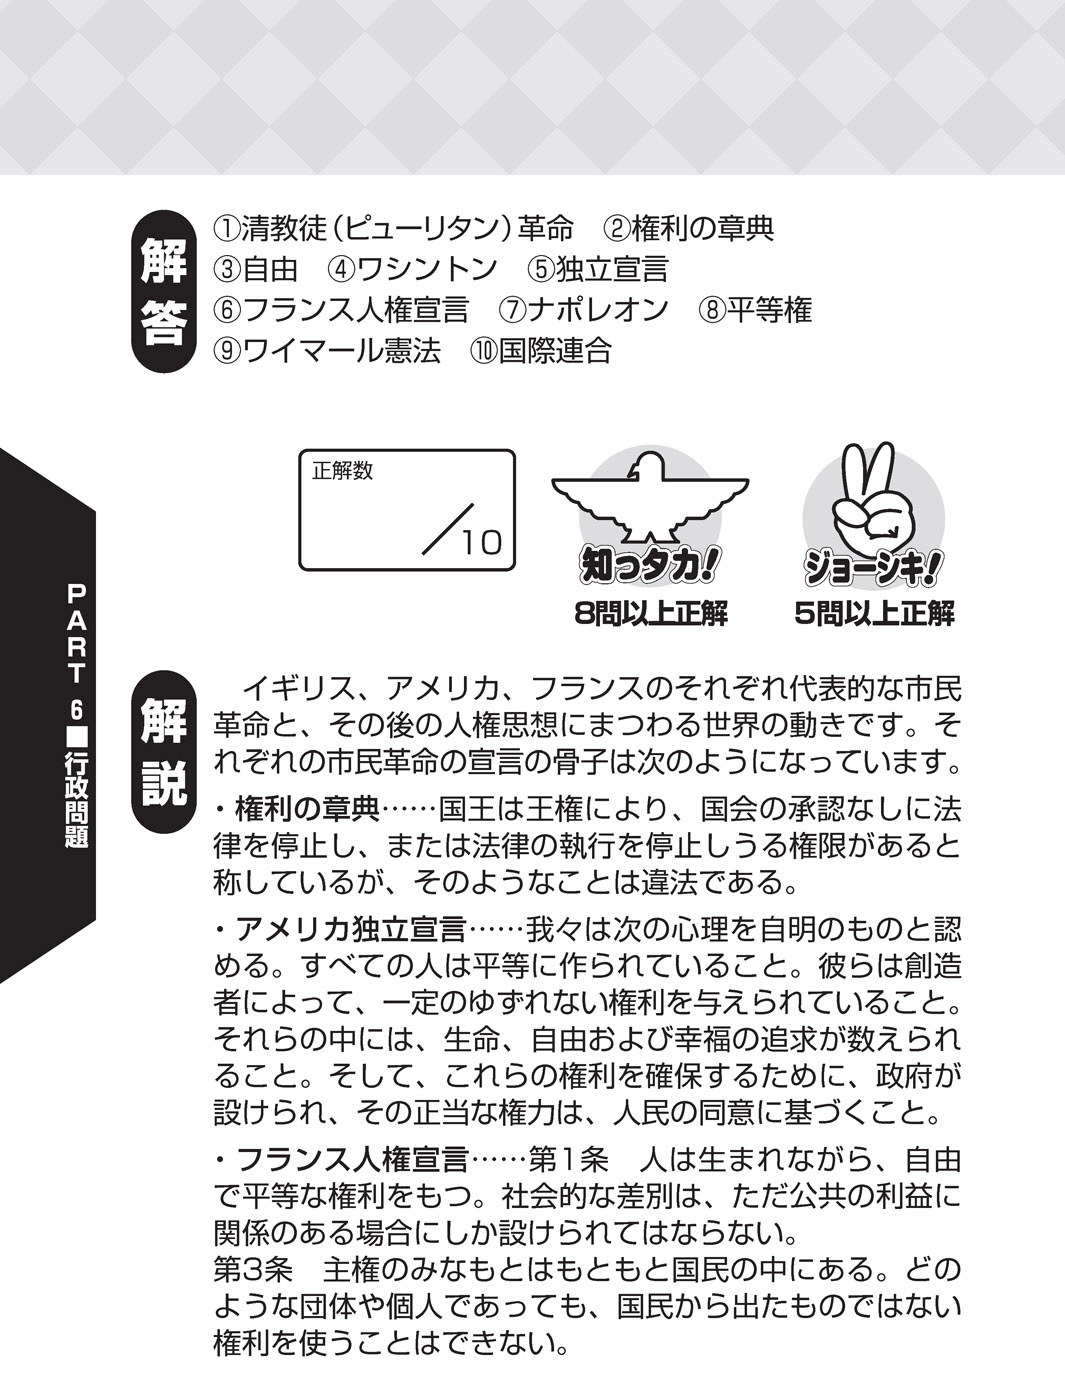 解答
①清教徒（ピューリタン）革命　②権利の章典
③自由　④ワシントン　⑤独立宣言
⑥フランス人権宣言　⑦ナポレオン　⑧平等権
⑨ワイマール憲法　⑩国際連合
正解数
/10
知っタカ!
8問以上正解
ジョーシキ!
5問以上正解
PART 6■行政問題
解説
　イギリス、アメリカ、フランスのそれぞれ代表的な市民
革命と、その後の人権思想にまつわる世界の動きです。そ
れぞれの市民革命の宣言の骨子は次のようになっています。
・権利の章典……国王は王権により、国会の承認なしに法
律を停止し、または法律の執行を停止しうる権限があると
称しているが、そのようなことは違法である。
・アメリカ独立宣言……我々は次の心理を自明のものと認
める。すべての人は平等に作られていること。彼らは創造
者によって、一定のゆずれない権利を与えられていること。
それらの中には、生命、自由および幸福の追求が数えられ
ること。そして、これらの権利を確保するために、政府が
設けられ、その正当な権力は、人民の同意に基づくこと。
・フランス人権宣言……第1条　人は生まれながら、自由
で平等な権利をもつ。社会的な差別は、ただ公共の利益に
関係のある場合にしか設けられてはならない。
第3条　主権のみなもとはもともと国民の中にある。どの
ような団体や個人であっても、国民から出たものではない
権利を使うことはできない。